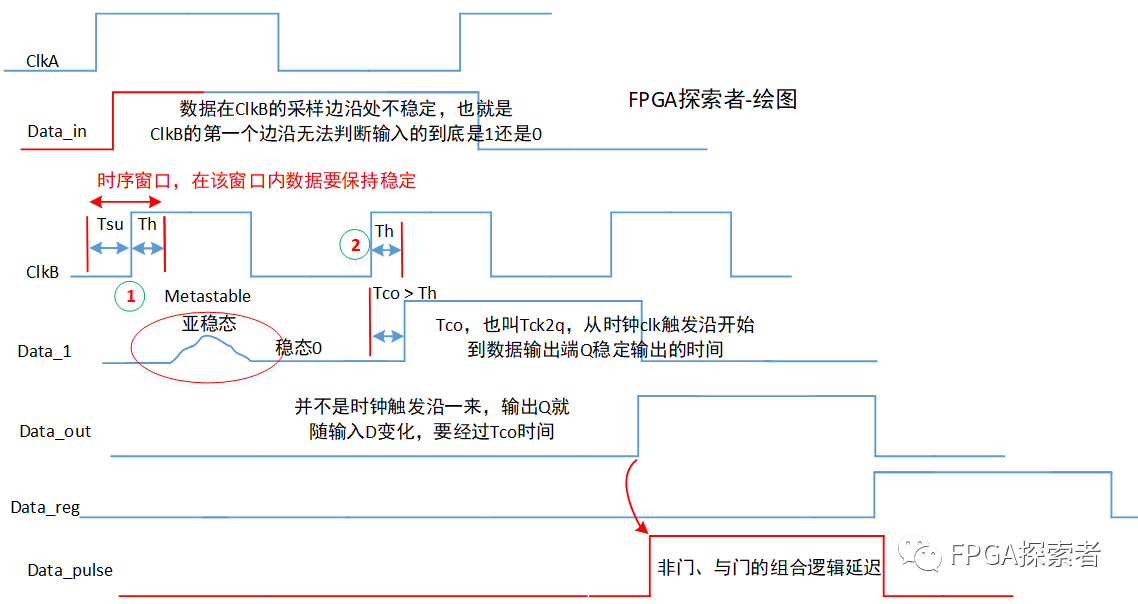 ClkA
FPGA探索者-绘图
数据在ClkB的采样边沿处不稳定，也就是
Data_in
ClkB的第一个边沿无法判断输入的到底是1还是0
时序窗口，在该窗口内数据要保持稳定
Tsu
Th
Th
2
ClkB
1
Metastable
Tco > Th
亚稳态
Tco，也叫Tck2q，从时钟clk触发沿开始
Data_1
稳态0
到数据输出端Q稳定输出的时间
并不是时钟触发沿一来，输出Q就
Data_out
随输入D变化，要经过Tco时间
Data_reg
FPGA探索者
Data_pulse
非门、与门的组合逻辑延迟